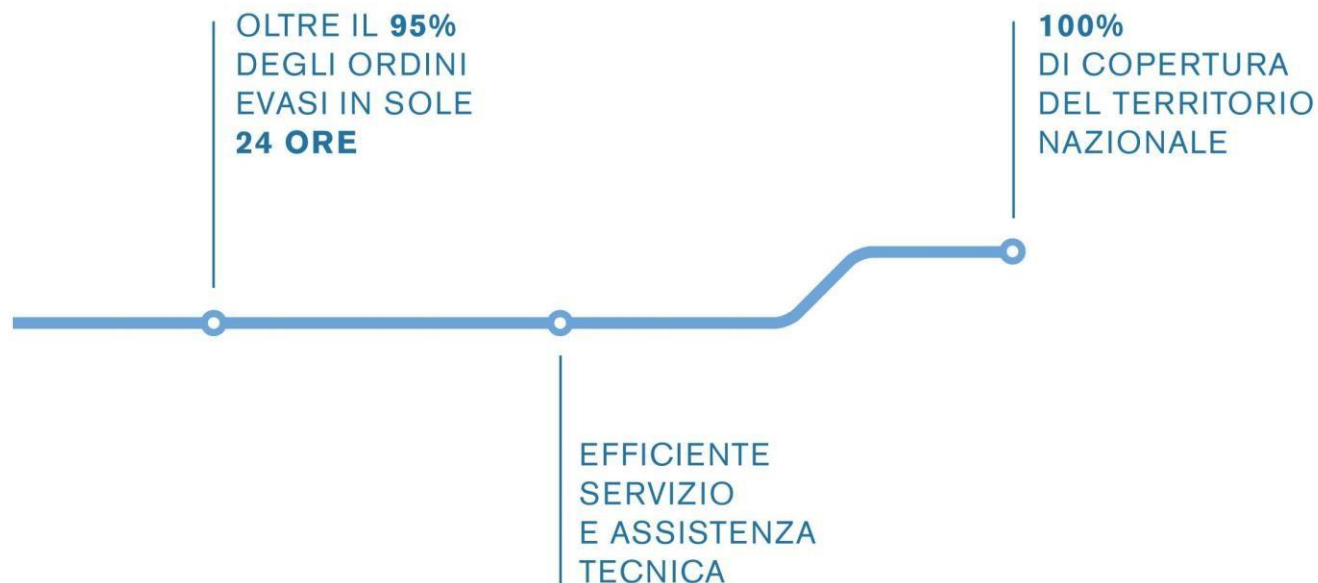 OLTRE IL 95%
DEGLI ORDINI
EVASI IN SOLE
24 ORE
100%
DI COPERTURA
DEL TERRITORIO
NAZIONALE
EFFICIENTE
SERVIZIO
E ASSISTENZA
TECNICA